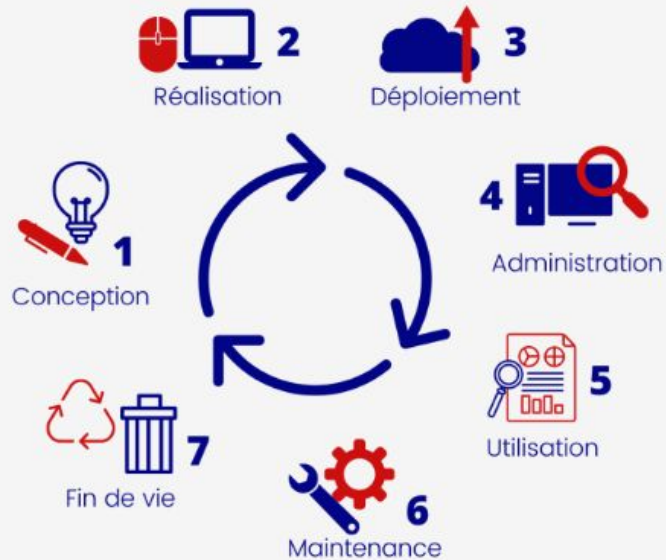 1
Conception
2
Réalisation
3
Déploiement
4
Administration
5
Utilisation
6
Maintenance
7
Fin de vie